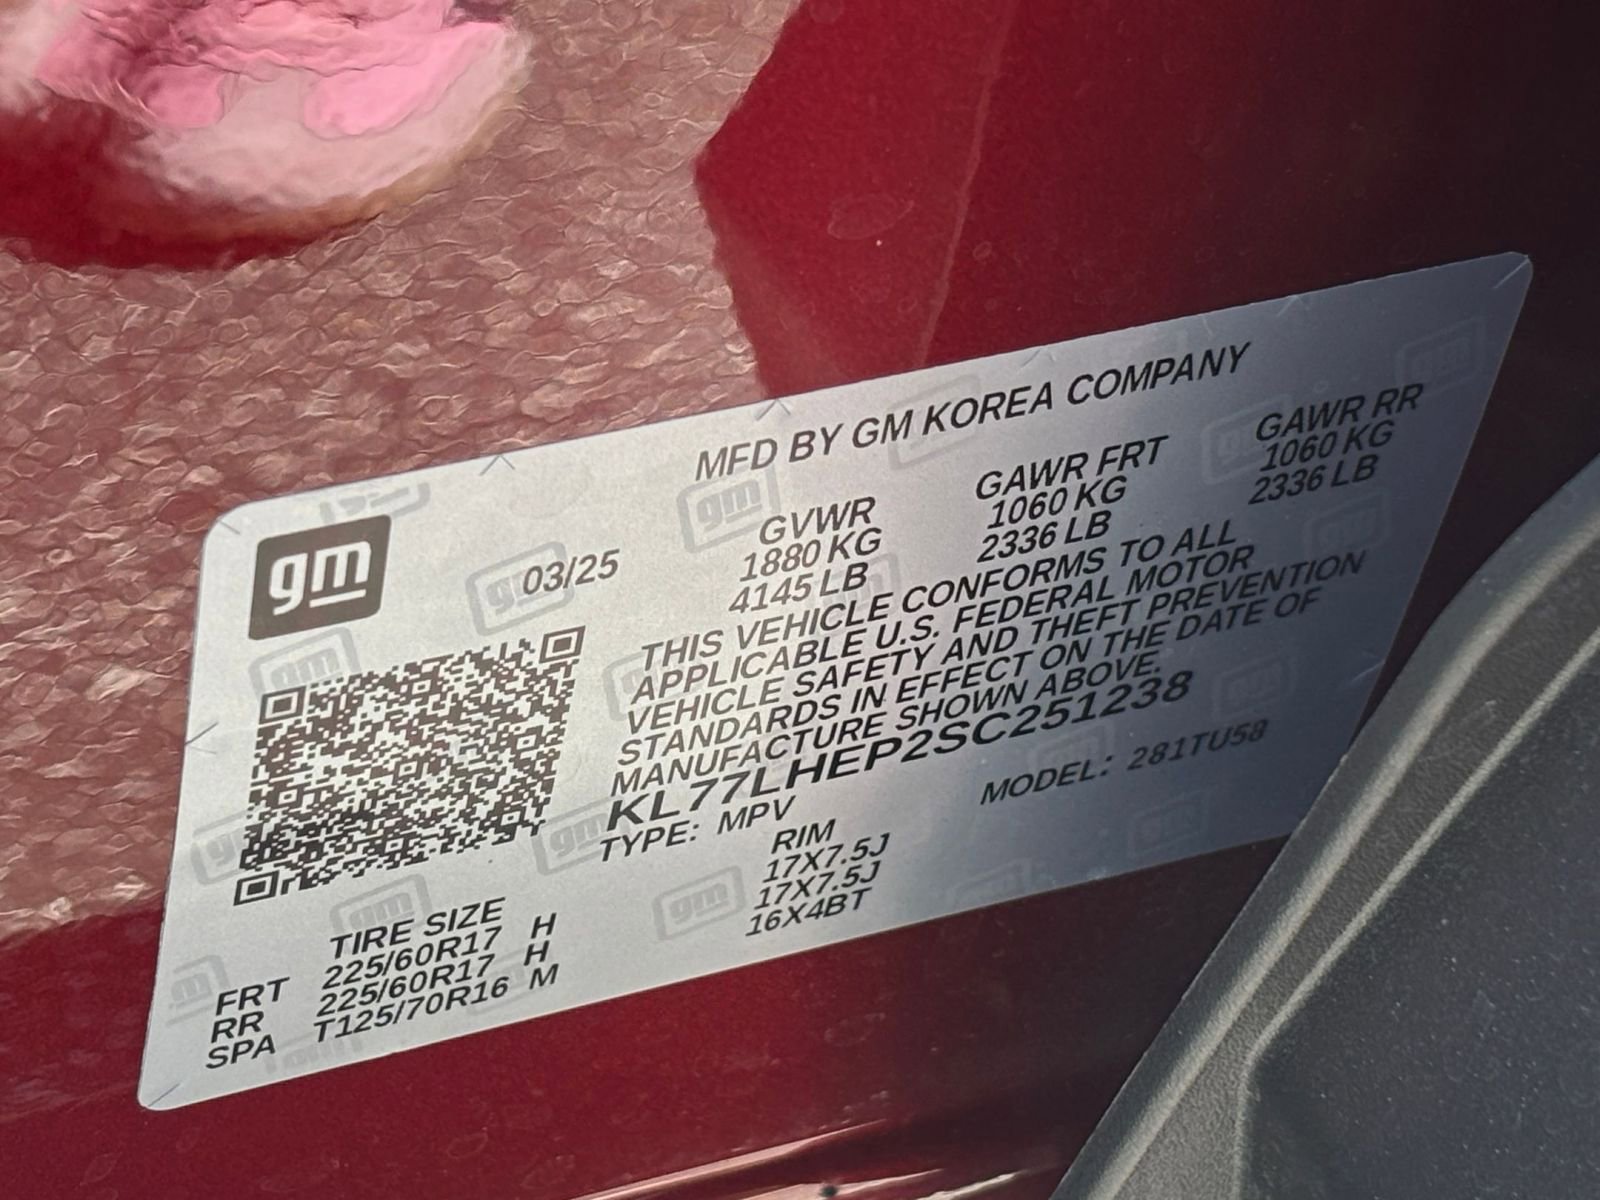 MFD BY GM KOREA COMPANY
gm
03/25
GVWR GAWR FRT GAWR RR
1880 KG 1060 KG 1060 KG
4145 LB 2336 LB 2336 LB
THIS VEHICLE CONFORMS TO ALL
APPLICABLE U.S. FEDERAL MOTOR
VEHICLE SAFETY AND THEFT PREVENTION
STANDARDS IN EFFECT ON THE DATE OF
MANUFACTURE SHOWN ABOVE.
KL77LHEP2SC251238
TYPE: MPV MODEL: 281TU58
TIRE SIZE RIM
FRT 225/60R17 H 17X7.5J
RR 225/60R17 H 17X7.5J
SPA T125/70R16 M 16X4BT